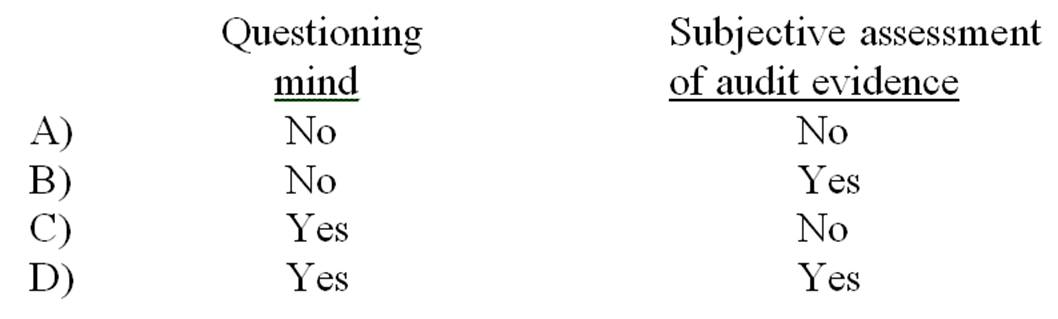 Questioning Subjective assessment
mind of audit evidence
A) No No
B) No Yes
C) Yes No
D) Yes Yes